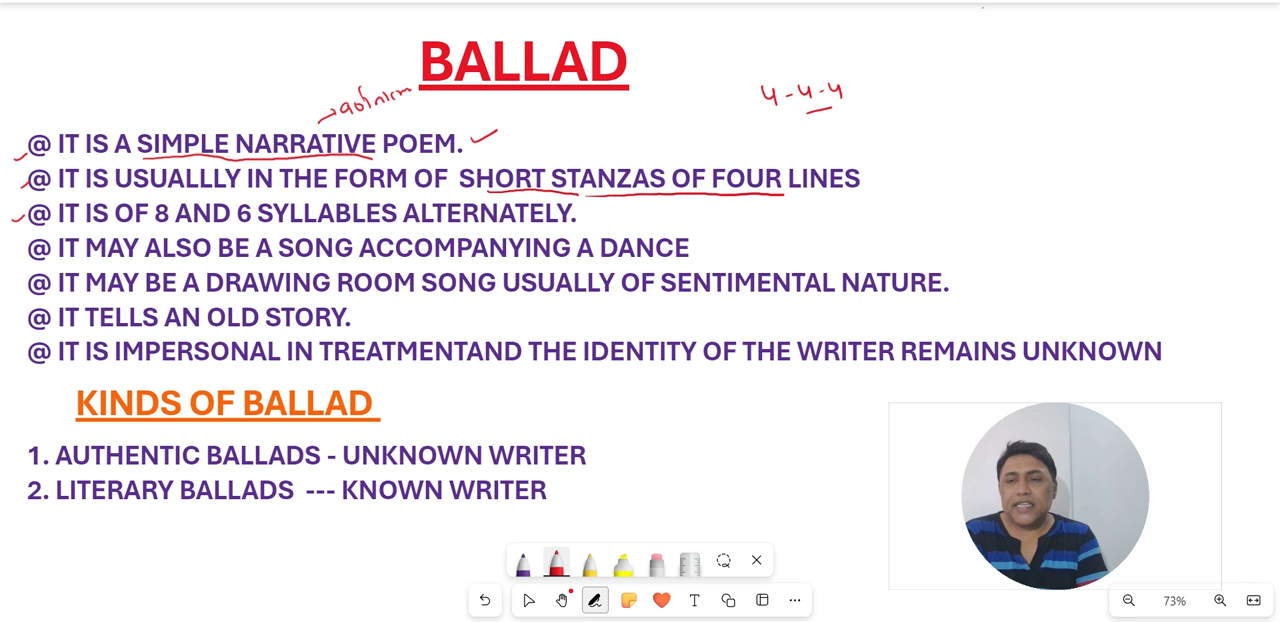 BALLAD
4-4-4
@ IT IS A SIMPLE NARRATIVE POEM.
@ IT IS USUALLLY IN THE FORM OF SHORT STANZAS OF FOUR LINES
@ IT IS OF 8 AND 6 SYLLABLES ALTERNATELY.
@ IT MAY ALSO BE A SONG ACCOMPANYING A DANCE
@ IT MAY BE A DRAWING ROOM SONG USUALLY OF SENTIMENTAL NATURE.
@ IT TELLS AN OLD STORY.
@ IT IS IMPERSONAL IN TREATMENTAND THE IDENTITY OF THE WRITER REMAINS UNKNOWN
KINDS OF BALLAD
1. AUTHENTIC BALLADS - UNKNOWN WRITER
2. LITERARY BALLADS --- KNOWN WRITER
73%